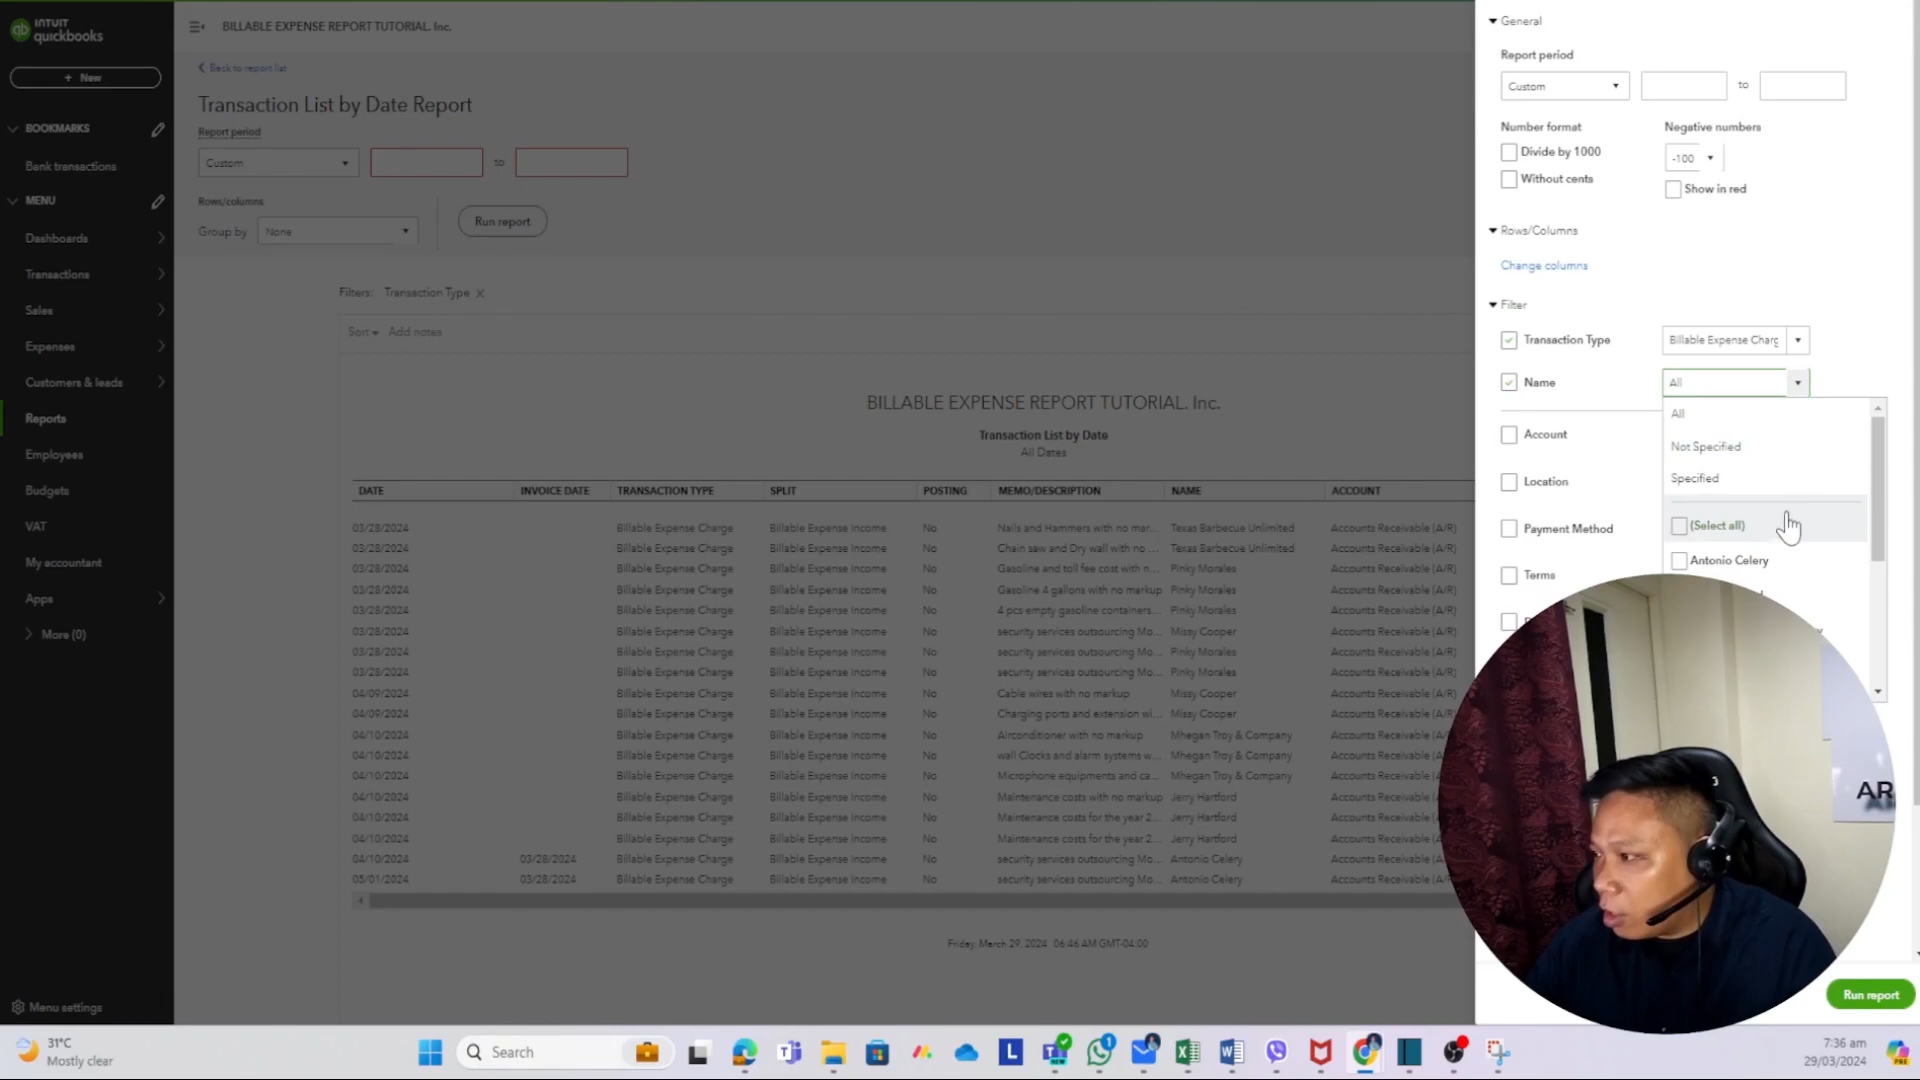 INTUIT
quickbooks
+ New
BOOKMARKS
Bank transactions
MENU
Dashboards
Transactions
Sales
Expenses
Customers & leads
Reports
Employees
Budgets
VAT
My accountant
Apps
More (0)
Menu settings
BILLABLE EXPENSE REPORT TUTORIAL. Inc.
Back to report list
Transaction List by Date Report
Report period
Custom to
Rows/columns
Group by None Run report
Filters: Transaction Type X
Sort Add notes
BILLABLE EXPENSE REPORT TUTORIAL. Inc.
Transaction List by Date
All Dates
DATE INVOICE DATE TRANSACTION TYPE SPLIT POSTING MEMO/DESCRIPTION NAME ACCOUNT
03/28/2024 Billable Expense Charge Billable Expense Income No Nails and Hammers with no mar... Texas Barbecue Unlimited Accounts Receivable (A/R)
03/28/2024 Billable Expense Charge Billable Expense Income No Chain saw and Dry wall with no ... Texas Barbecue Unlimited Accounts Receivable (A/R)
03/28/2024 Billable Expense Charge Billable Expense Income No Gasoline and toll fee cost with n... Pinky Morales Accounts Receivable (A/R)
03/28/2024 Billable Expense Charge Billable Expense Income No Gasoline 4 gallons with no markup Pinky Morales Accounts Receivable (A/R)
03/28/2024 Billable Expense Charge Billable Expense Income No 4 pcs empty gasoline containers... Pinky Morales Accounts Receivable (A/R)
03/28/2024 Billable Expense Charge Billable Expense Income No security services outsourcing Mo... Missy Cooper Accounts Receivable (A/R)
03/28/2024 Billable Expense Charge Billable Expense Income No security services outsourcing Mo... Pinky Morales Accounts Receivable (A/R)
03/28/2024 Billable Expense Charge Billable Expense Income No security services outsourcing Mo... Pinky Morales Accounts Receivable (A/R)
04/09/2024 Billable Expense Charge Billable Expense Income No Cable wires with no markup Missy Cooper Accounts Receivable (A/R)
04/09/2024 Billable Expense Charge Billable Expense Income No Charging ports and extension wi... Missy Cooper Accounts Receivable (A/R)
04/10/2024 Billable Expense Charge Billable Expense Income No Airconditioner with no markup Mhegan Troy & Company Accounts Receivable (A/R)
04/10/2024 Billable Expense Charge Billable Expense Income No wall Clocks and alarm systems w... Mhegan Troy & Company Accounts Receivable (A/R)
04/10/2024 Billable Expense Charge Billable Expense Income No Microphone equipments and ca... Mhegan Troy & Company Accounts Receivable (A/R)
04/10/2024 Billable Expense Charge Billable Expense Income No Maintenance costs with no markup Jerry Hartford Accounts Receivable (A/R)
04/10/2024 Billable Expense Charge Billable Expense Income No Maintenance costs for the year 2... Jerry Hartford Accounts Receivable (A/R)
04/10/2024 Billable Expense Charge Billable Expense Income No Maintenance costs for the year 2... Jerry Hartford Accounts Receivable (A/
04/10/2024 03/28/2024 Billable Expense Charge Billable Expense Income No security services outsourcing Mo... Antonio Celery Accounts Receivable (A/
05/01/2024 03/28/2024 Billable Expense Charge Billable Expense Income No security services outsourcing Mo... Antonio Celery Accounts Receivable (A/
Friday, March 29, 2024 06:46 AM GMT-04:00
General
Report period
Custom to
Number format Negative numbers
Divide by 1000 -100
Without cents Show in red
Rows/Columns
Change columns
Filter
Transaction Type Billable Expense Charg
Name All
All
Account
Not Specified
Specified
Location
(Select all)
Payment Method
Antonio Celery
Terms
AR
Run report
31°C
Mostly clear
Search
7:36 am
29/03/2024